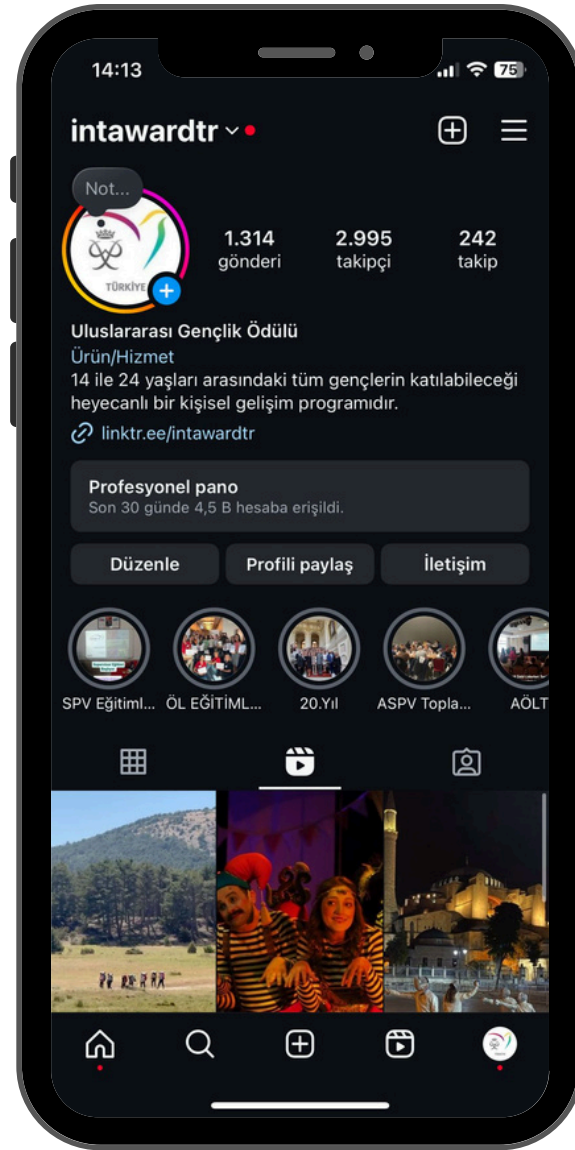 14:13
75
intawardtr
Not...
TÜRKİYE
1.314
gönderi
2.995
takipçi
242
takip
Uluslararası Gençlik Ödülü
Ürün/Hizmet
14 ile 24 yaşları arasındaki tüm gençlerin katılabileceği
heyecanlı bir kişisel gelişim programıdır.
linktr.ee/intawardtr
Profesyonel pano
Son 30 günde 4,5 B hesaba erişildi.
Düzenle
Profili paylaş
İletişim
SPV Eğitiml...
ÖL EĞİTİML...
20.Yıl
ASPV Topla...
AÖLT